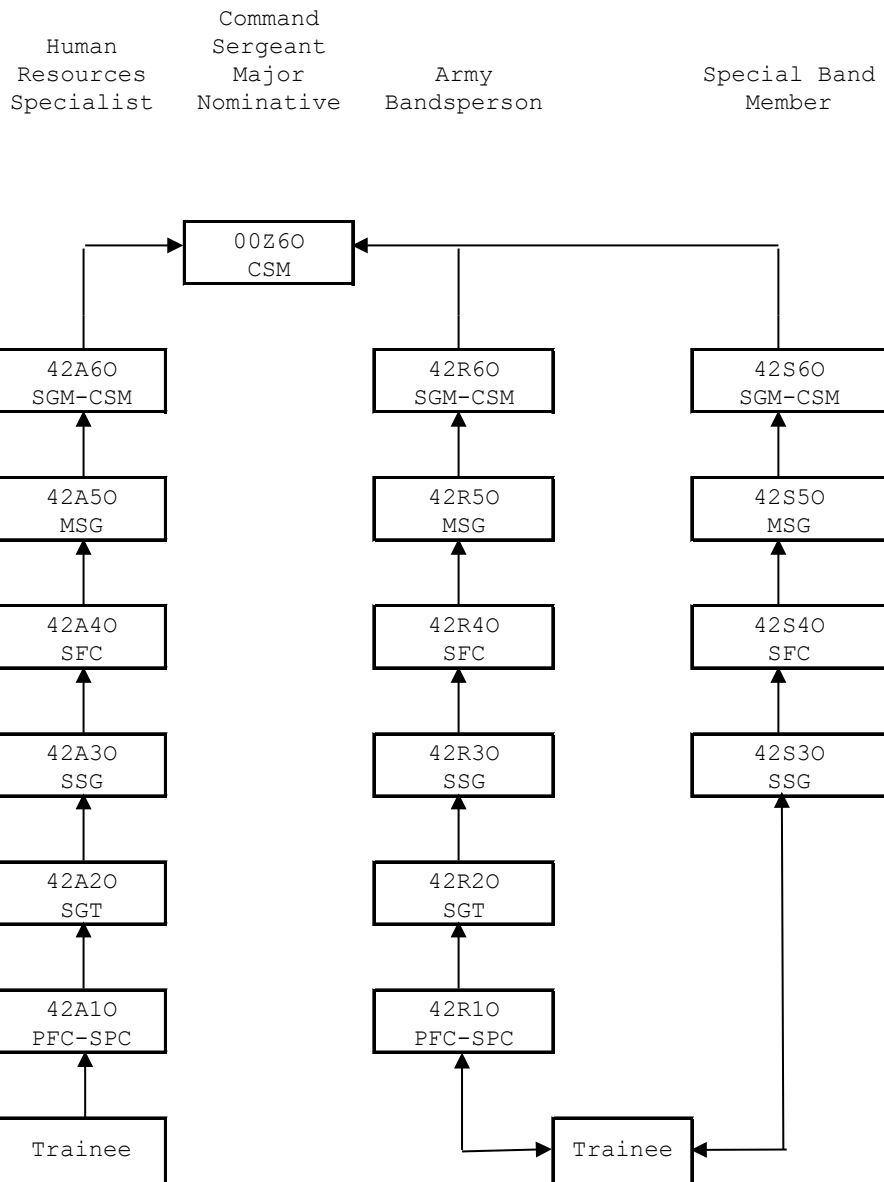 Human
Resources
Specialist
Command
Sergeant
Major
Nominative
Army
Bandsperson
Special Band
Member
00Z6O
CSM
42A6O
SGM-CSM
42R6O
SGM-CSM
42S6O
SGM-CSM
42A5O
MSG
42R5O
MSG
42S5O
MSG
42A4O
SFC
42R4O
SFC
42S4O
SFC
42A3O
SSG
42R3O
SSG
42S3O
SSG
42A2O
SGT
42R2O
SGT
42A1O
PFC-SPC
42R1O
PFC-SPC
Trainee
Trainee